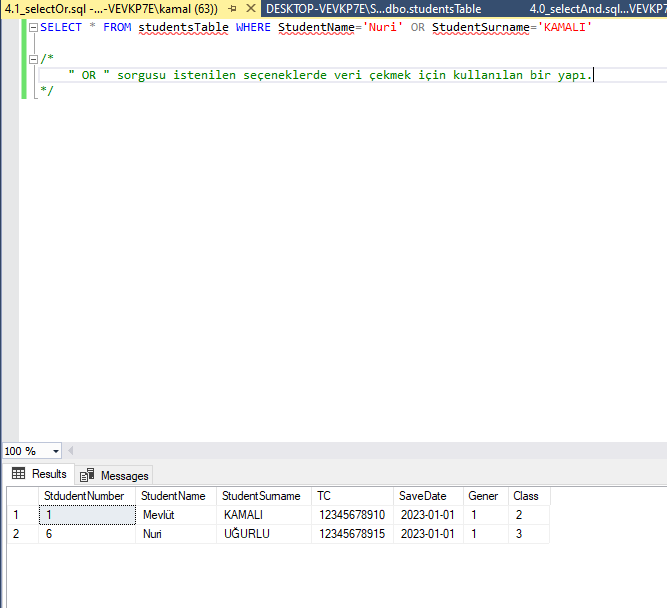 4.1_selectOr.sql -...-VEVKP7E\kamal (63))
DESKTOP-VEVKP7E\S...dbo.studentsTable
4.0_selectAnd.sql...VEVKP7
SELECT * FROM studentsTable WHERE StudentName='Nuri' OR StudentSurname='KAMALI'
/*
" OR " sorgusu istenilen seçeneklerde veri çekmek için kullanılan bir yapı.
*/
100 %
Results Messages
StdudentNumber StudentName StudentSurname TC SaveDate Gener Class
1 1 Mevlüt KAMALI 12345678910 2023-01-01 1 2
2 6 Nuri UĞURLU 12345678915 2023-01-01 1 3